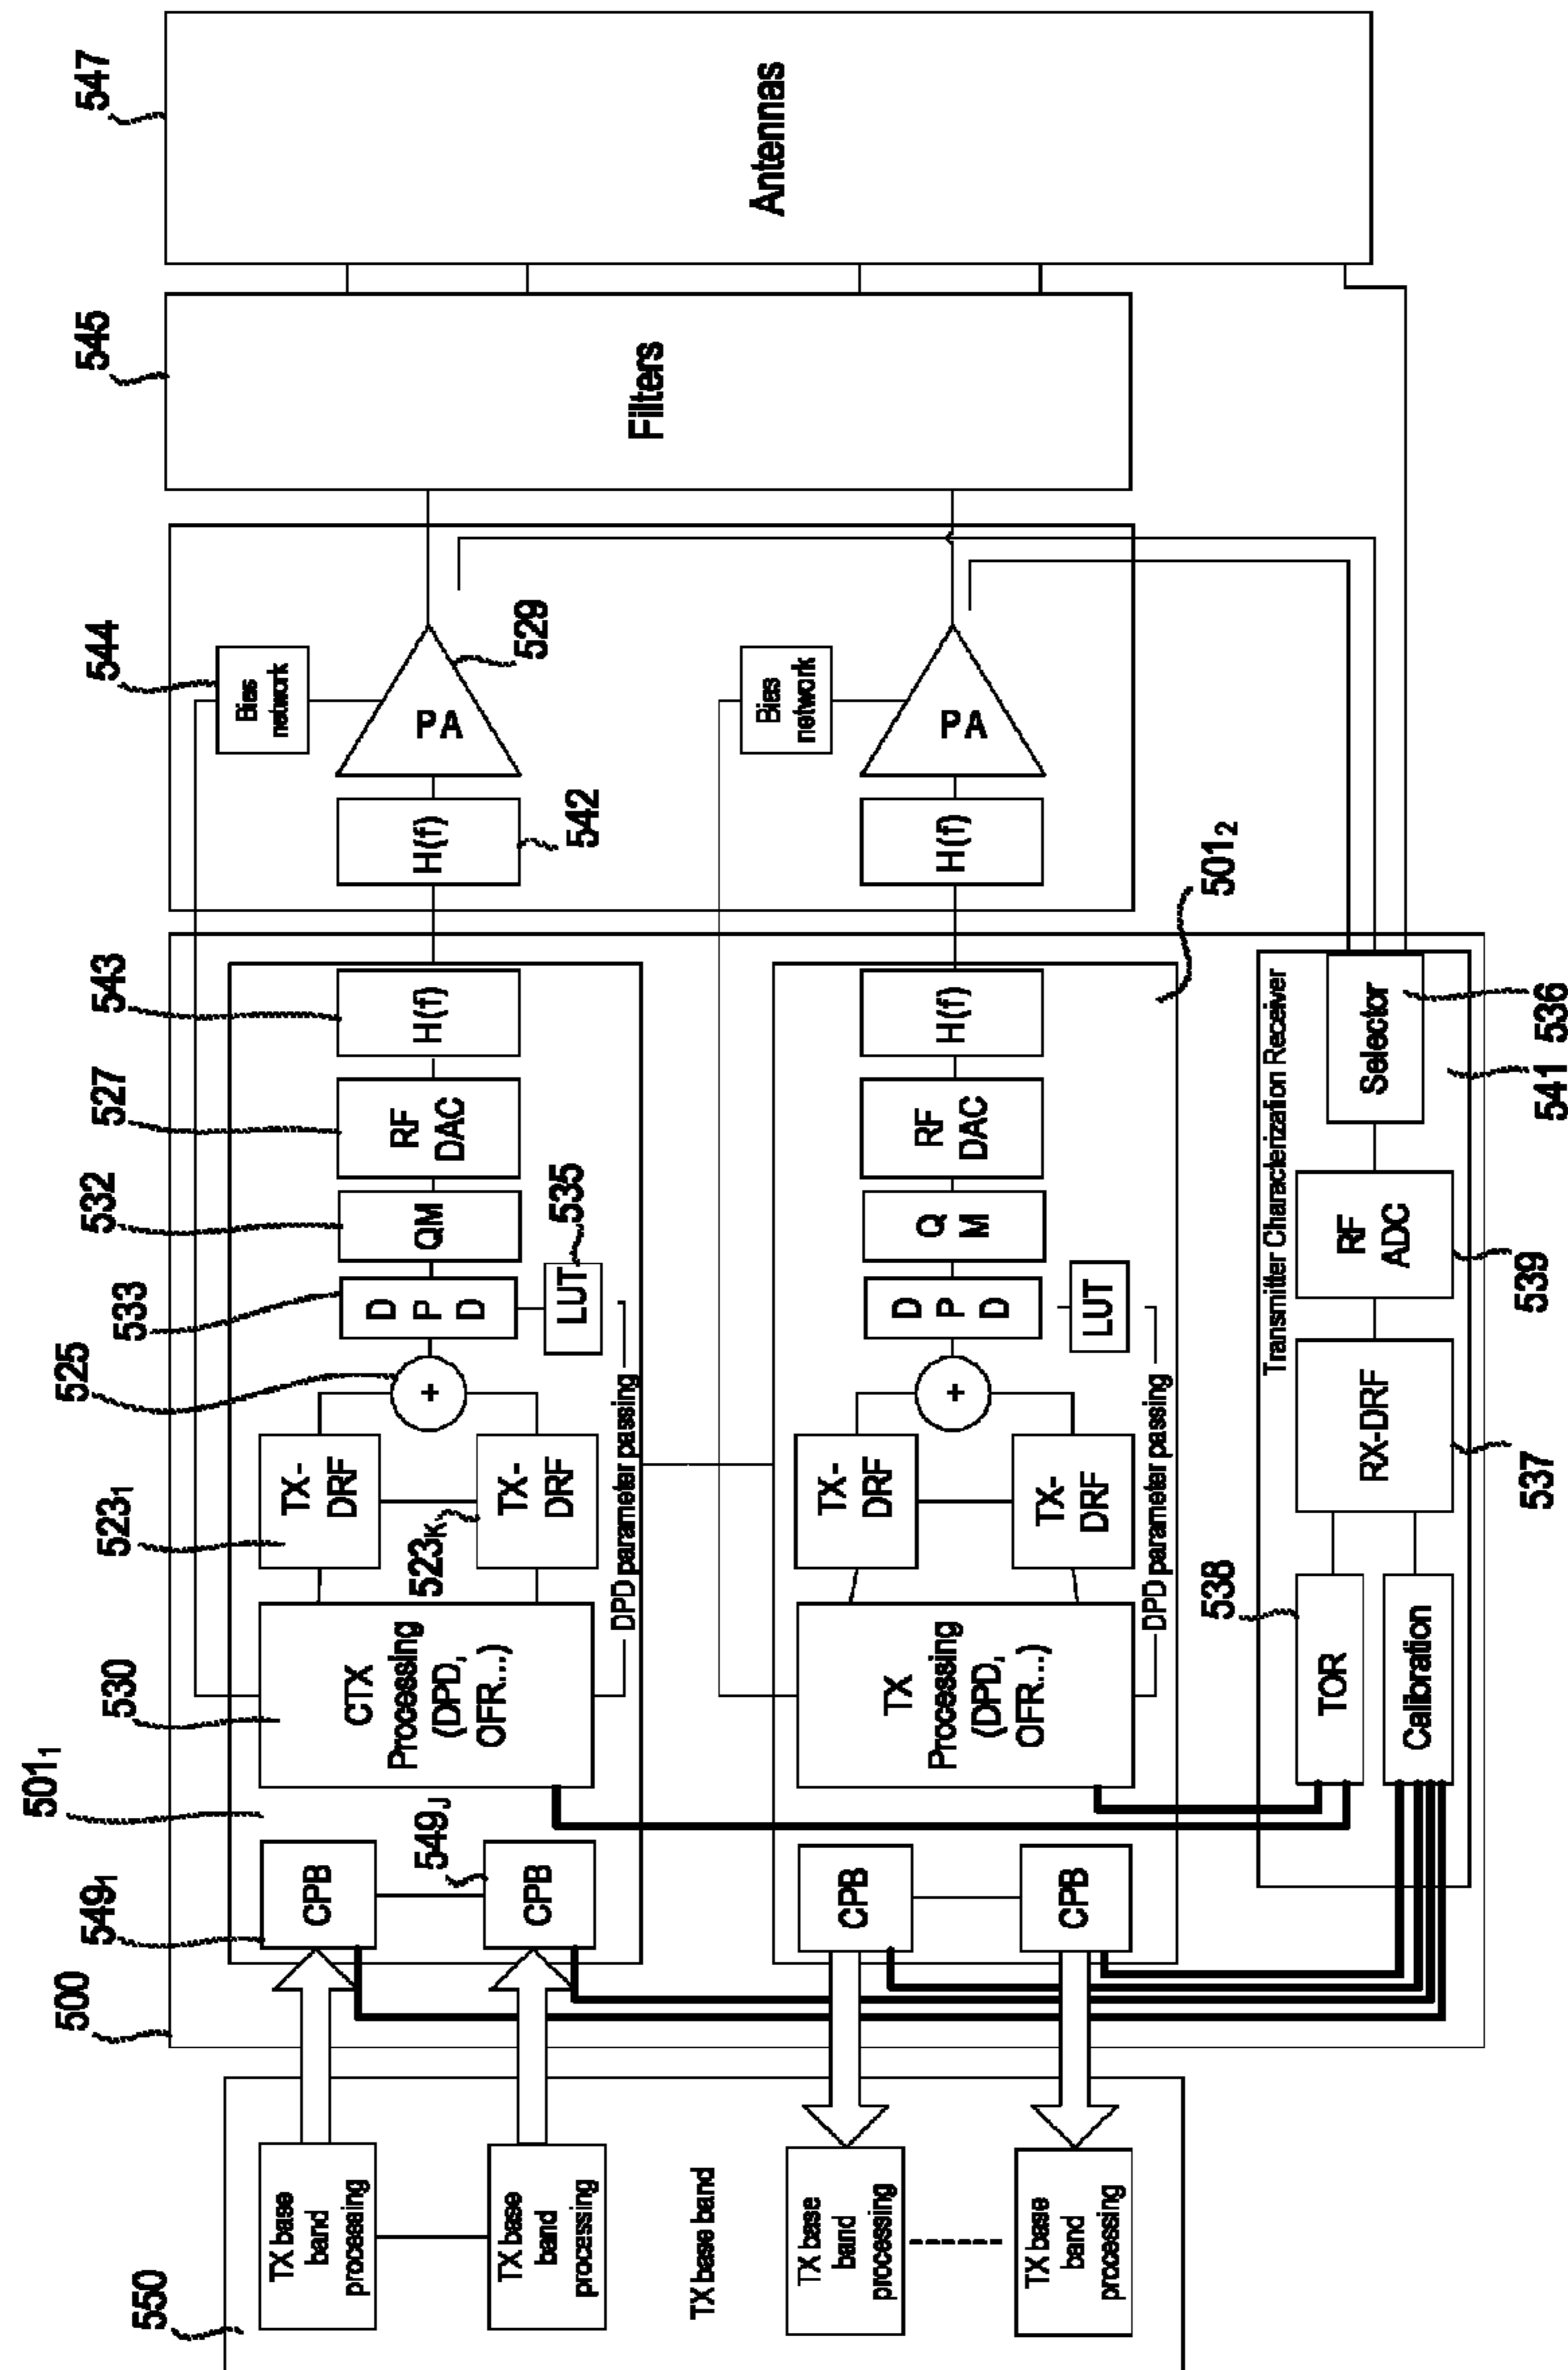 550
500
549₁
501₁
530
523₁
525
533
532
527
543
544
545
547
TX base
band
processing
TX base
band
processing
TX base band
TX base
band
processing
TX base
band
processing
CPB
549J
CPB
CTX
Processing
(DPD,
OFR...)
TX-
DRF
523K
TX-
DRF
+
D
P
D
LUT
535
DPD parameter passing
QM
RF
DAC
H(f)
H(f)
542
Bias
network
PA
529
Filters
Antennas
CPB
CPB
TX
Processing
(DPD,
OFR...)
TX-
DRF
TX-
DRF
+
D
P
D
LUT
DPD parameter passing
Q
M
RF
DAC
H(f)
501₂
H(f)
Bias
network
PA
Transmitter Characterization Receiver
538
TOR
Calibration
RX-DRF
537
RF
ADC
539
Selector
541
536